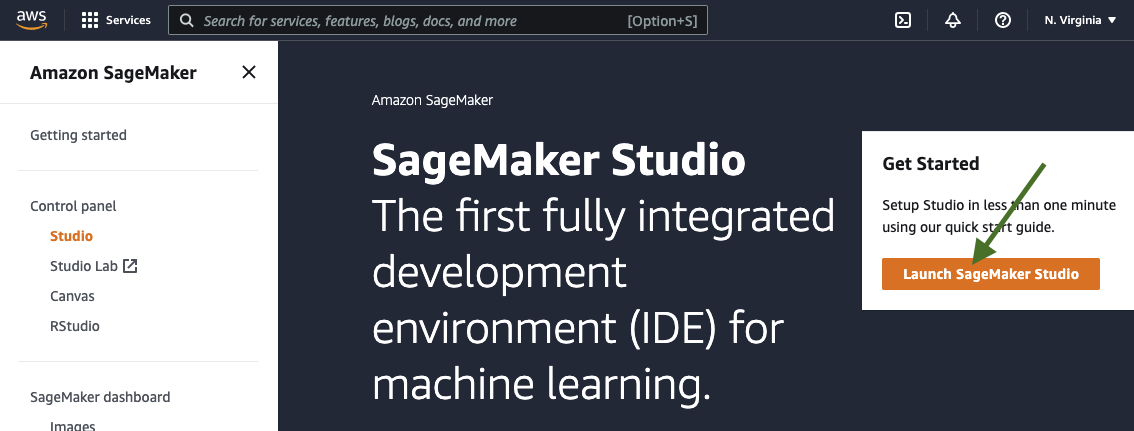 aws
Services
Search for services, features, blogs, docs, and more
[Option+S]
N. Virginia
Amazon SageMaker
Getting started
Control panel
Studio
Studio Lab
Canvas
RStudio
SageMaker dashboard
Images
Amazon SageMaker
SageMaker Studio
The first fully integrated
development
environment (IDE) for
machine learning.
Get Started
Setup Studio in less than one minute
using our quick start guide.
Launch SageMaker Studio